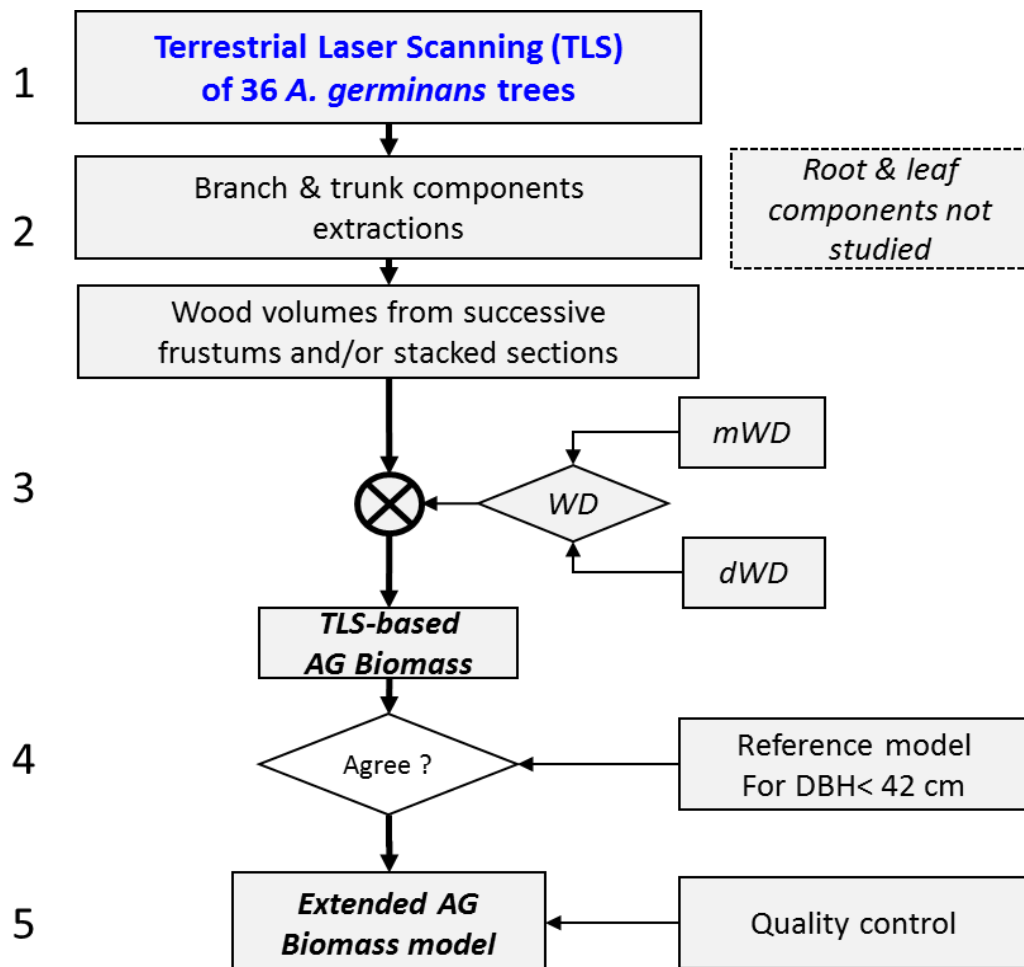 1
Terrestrial Laser Scanning (TLS)
of 36 A. germinans trees
2
Branch & trunk components
extractions
Root & leaf
components not
studied
Wood volumes from successive
frustums and/or stacked sections
3
mWD
WD
dWD
TLS-based
AG Biomass
4
Agree ?
Reference model
For DBH< 42 cm
5
Extended AG
Biomass model
Quality control